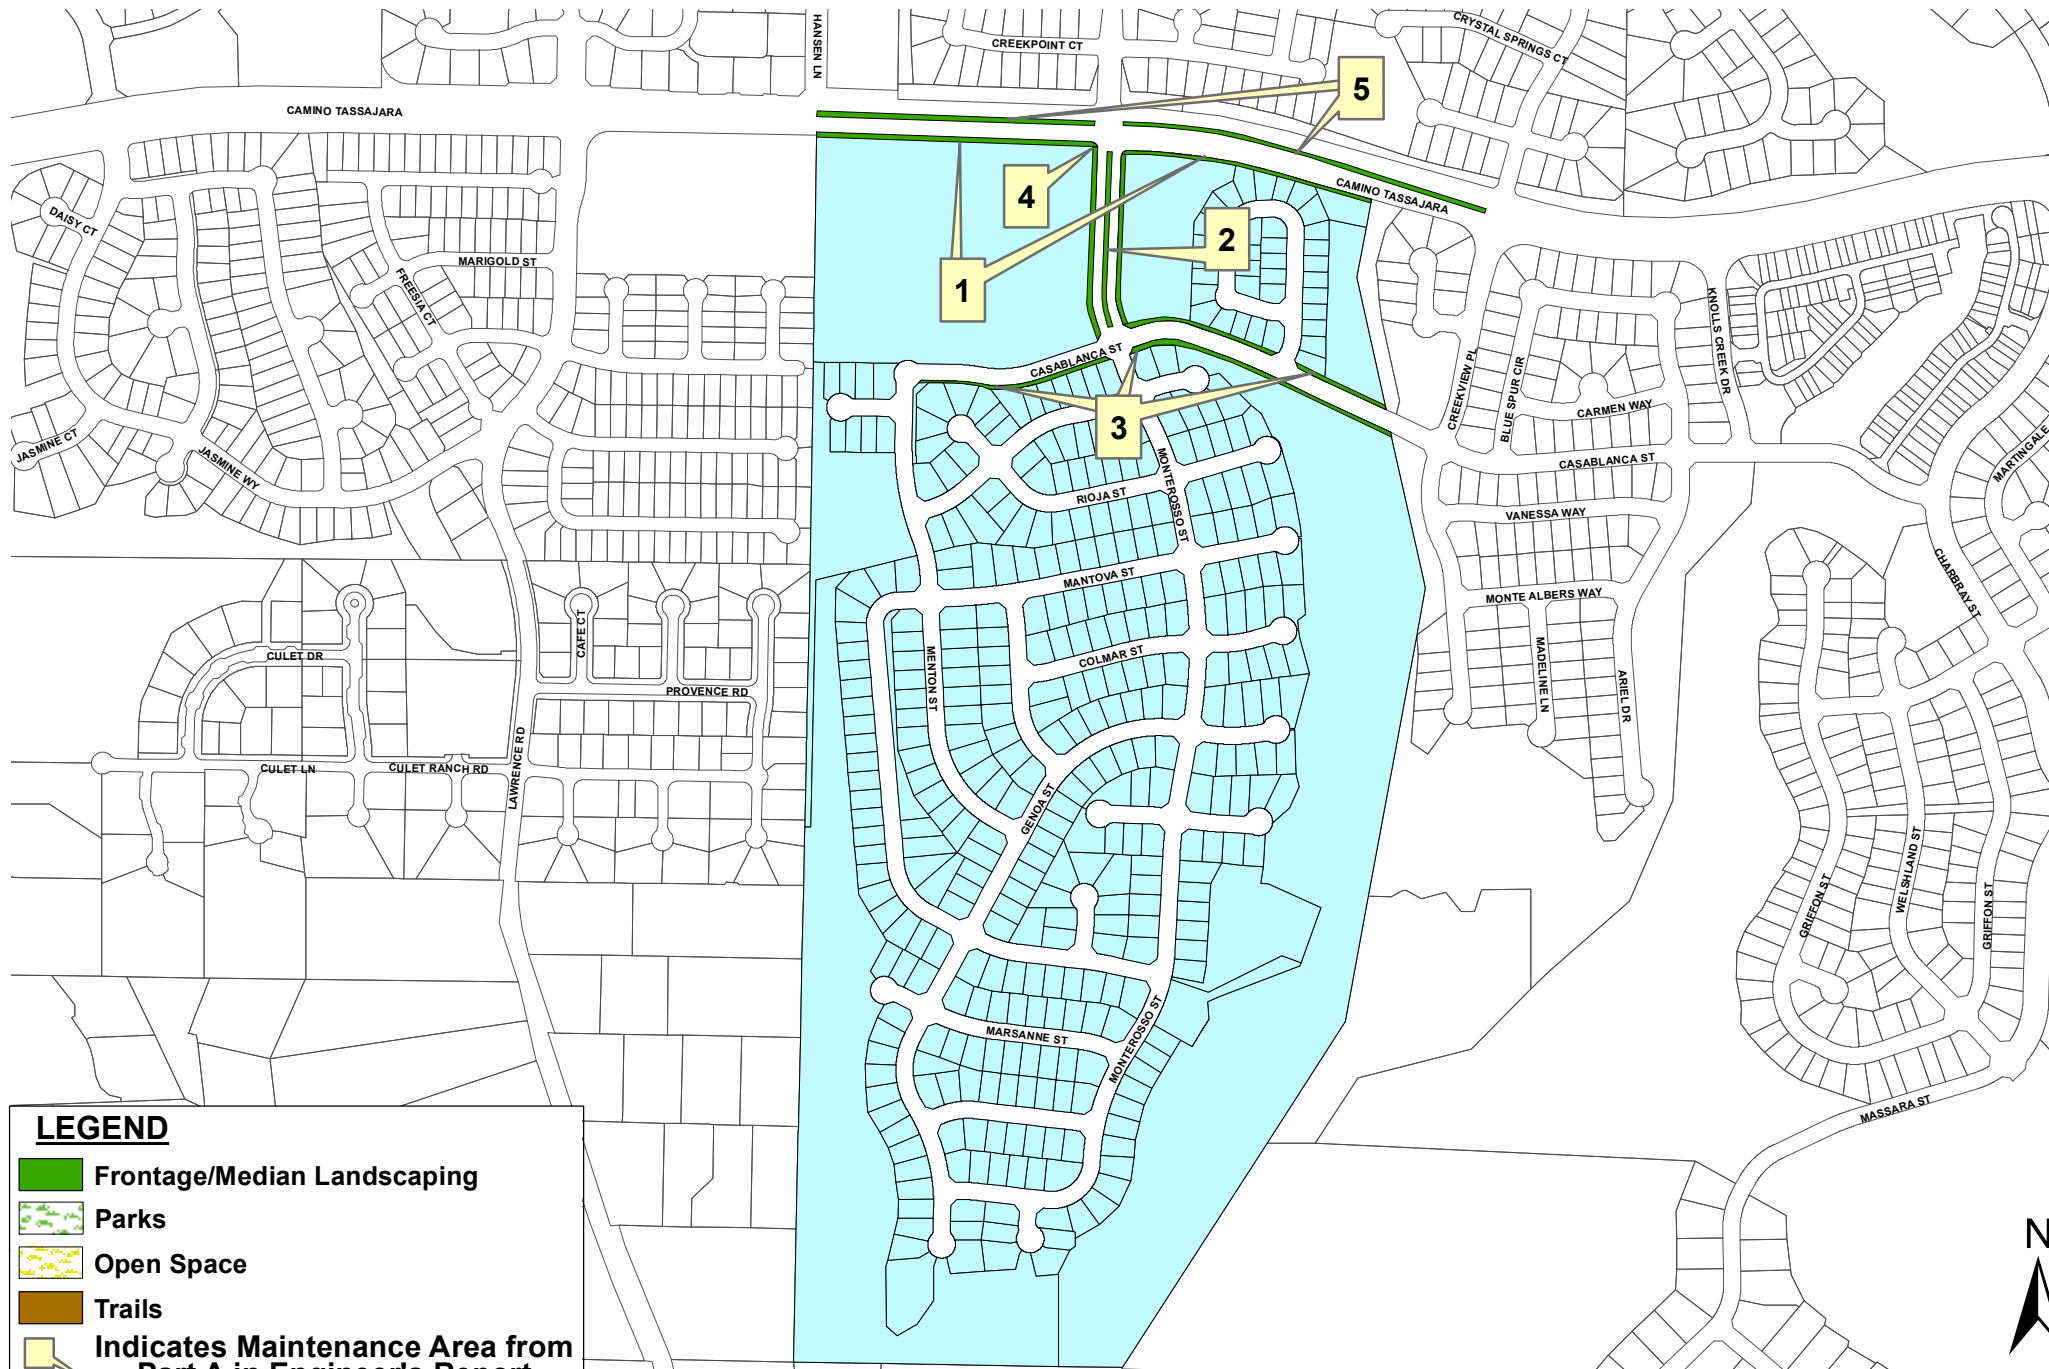 HANSEN LN
CREEKPOINT CT
CRYSTAL SPRINGS CT
5
CAMINO TASSAJARA
4
CAMINO TASSAJARA
2
1
DAISY CT
MARIGOLD ST
FREESIA CT
KNOLLS CREEK DR
CASABLANCA ST
CREEKVIEW PL
BLUE SPUR CIR
CARMEN WAY
3
JASMINE CT
JASMINE WY
MONTEROSSO ST
RIOJA ST
CASABLANCA ST
MARTINGALE
VANESSA WAY
MANTOVA ST
CHARBRAY ST
MONTE ALBERS WAY
CAFE CT
CULET DR
MENTON ST
COLMAR ST
MADELINE LN
ARIEL DR
PROVENCE RD
LAWRENCE RD
CULET LN
CULET RANCH RD
GENOA ST
GRIFFON ST
WELSHLAND ST
GRIFFON ST
MARSANNE ST
MONTEROSSO ST
MASSARA ST
LEGEND
Frontage/Median Landscaping
Parks
Open Space
Trails
Indicates Maintenance Area from
Part A in Engineer's Report
N